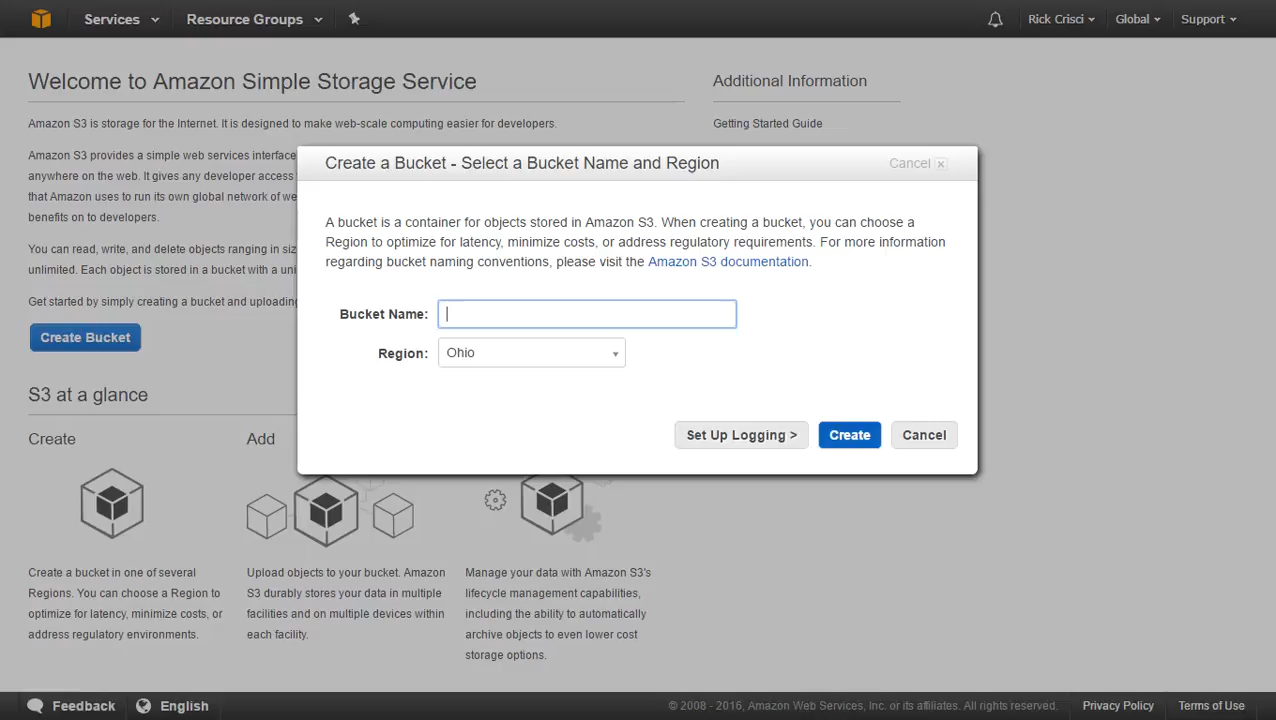 Services
Resource Groups
Rick Crisci
Global
Support
Welcome to Amazon Simple Storage Service
Additional Information
Amazon S3 is storage for the Internet. It is designed to make web-scale computing easier for developers.
Getting Started Guide
Amazon S3 provides a simple web services interface
anywhere on the web. It gives any developer access
that Amazon uses to run its own global network of we
benefits on to developers.
You can read, write, and delete objects ranging in siz
unlimited. Each object is stored in a bucket with a uni
Get started by simply creating a bucket and uploading
Create Bucket
Create a Bucket - Select a Bucket Name and Region
Cancel
A bucket is a container for objects stored in Amazon S3. When creating a bucket, you can choose a
Region to optimize for latency, minimize costs, or address regulatory requirements. For more information
regarding bucket naming conventions, please visit the Amazon S3 documentation.
Bucket Name:
Region:
Ohio
Set Up Logging >
Create
Cancel
S3 at a glance
Create
Add
Create a bucket in one of several
Regions. You can choose a Region to
optimize for latency, minimize costs, or
address regulatory environments.
Upload objects to your bucket. Amazon
S3 durably stores your data in multiple
facilities and on multiple devices within
each facility.
Manage your data with Amazon S3's
lifecycle management capabilities,
including the ability to automatically
archive objects to even lower cost
storage options.
Feedback
English
© 2008 - 2016, Amazon Web Services, Inc. or its affiliates. All rights reserved.
Privacy Policy
Terms of Use